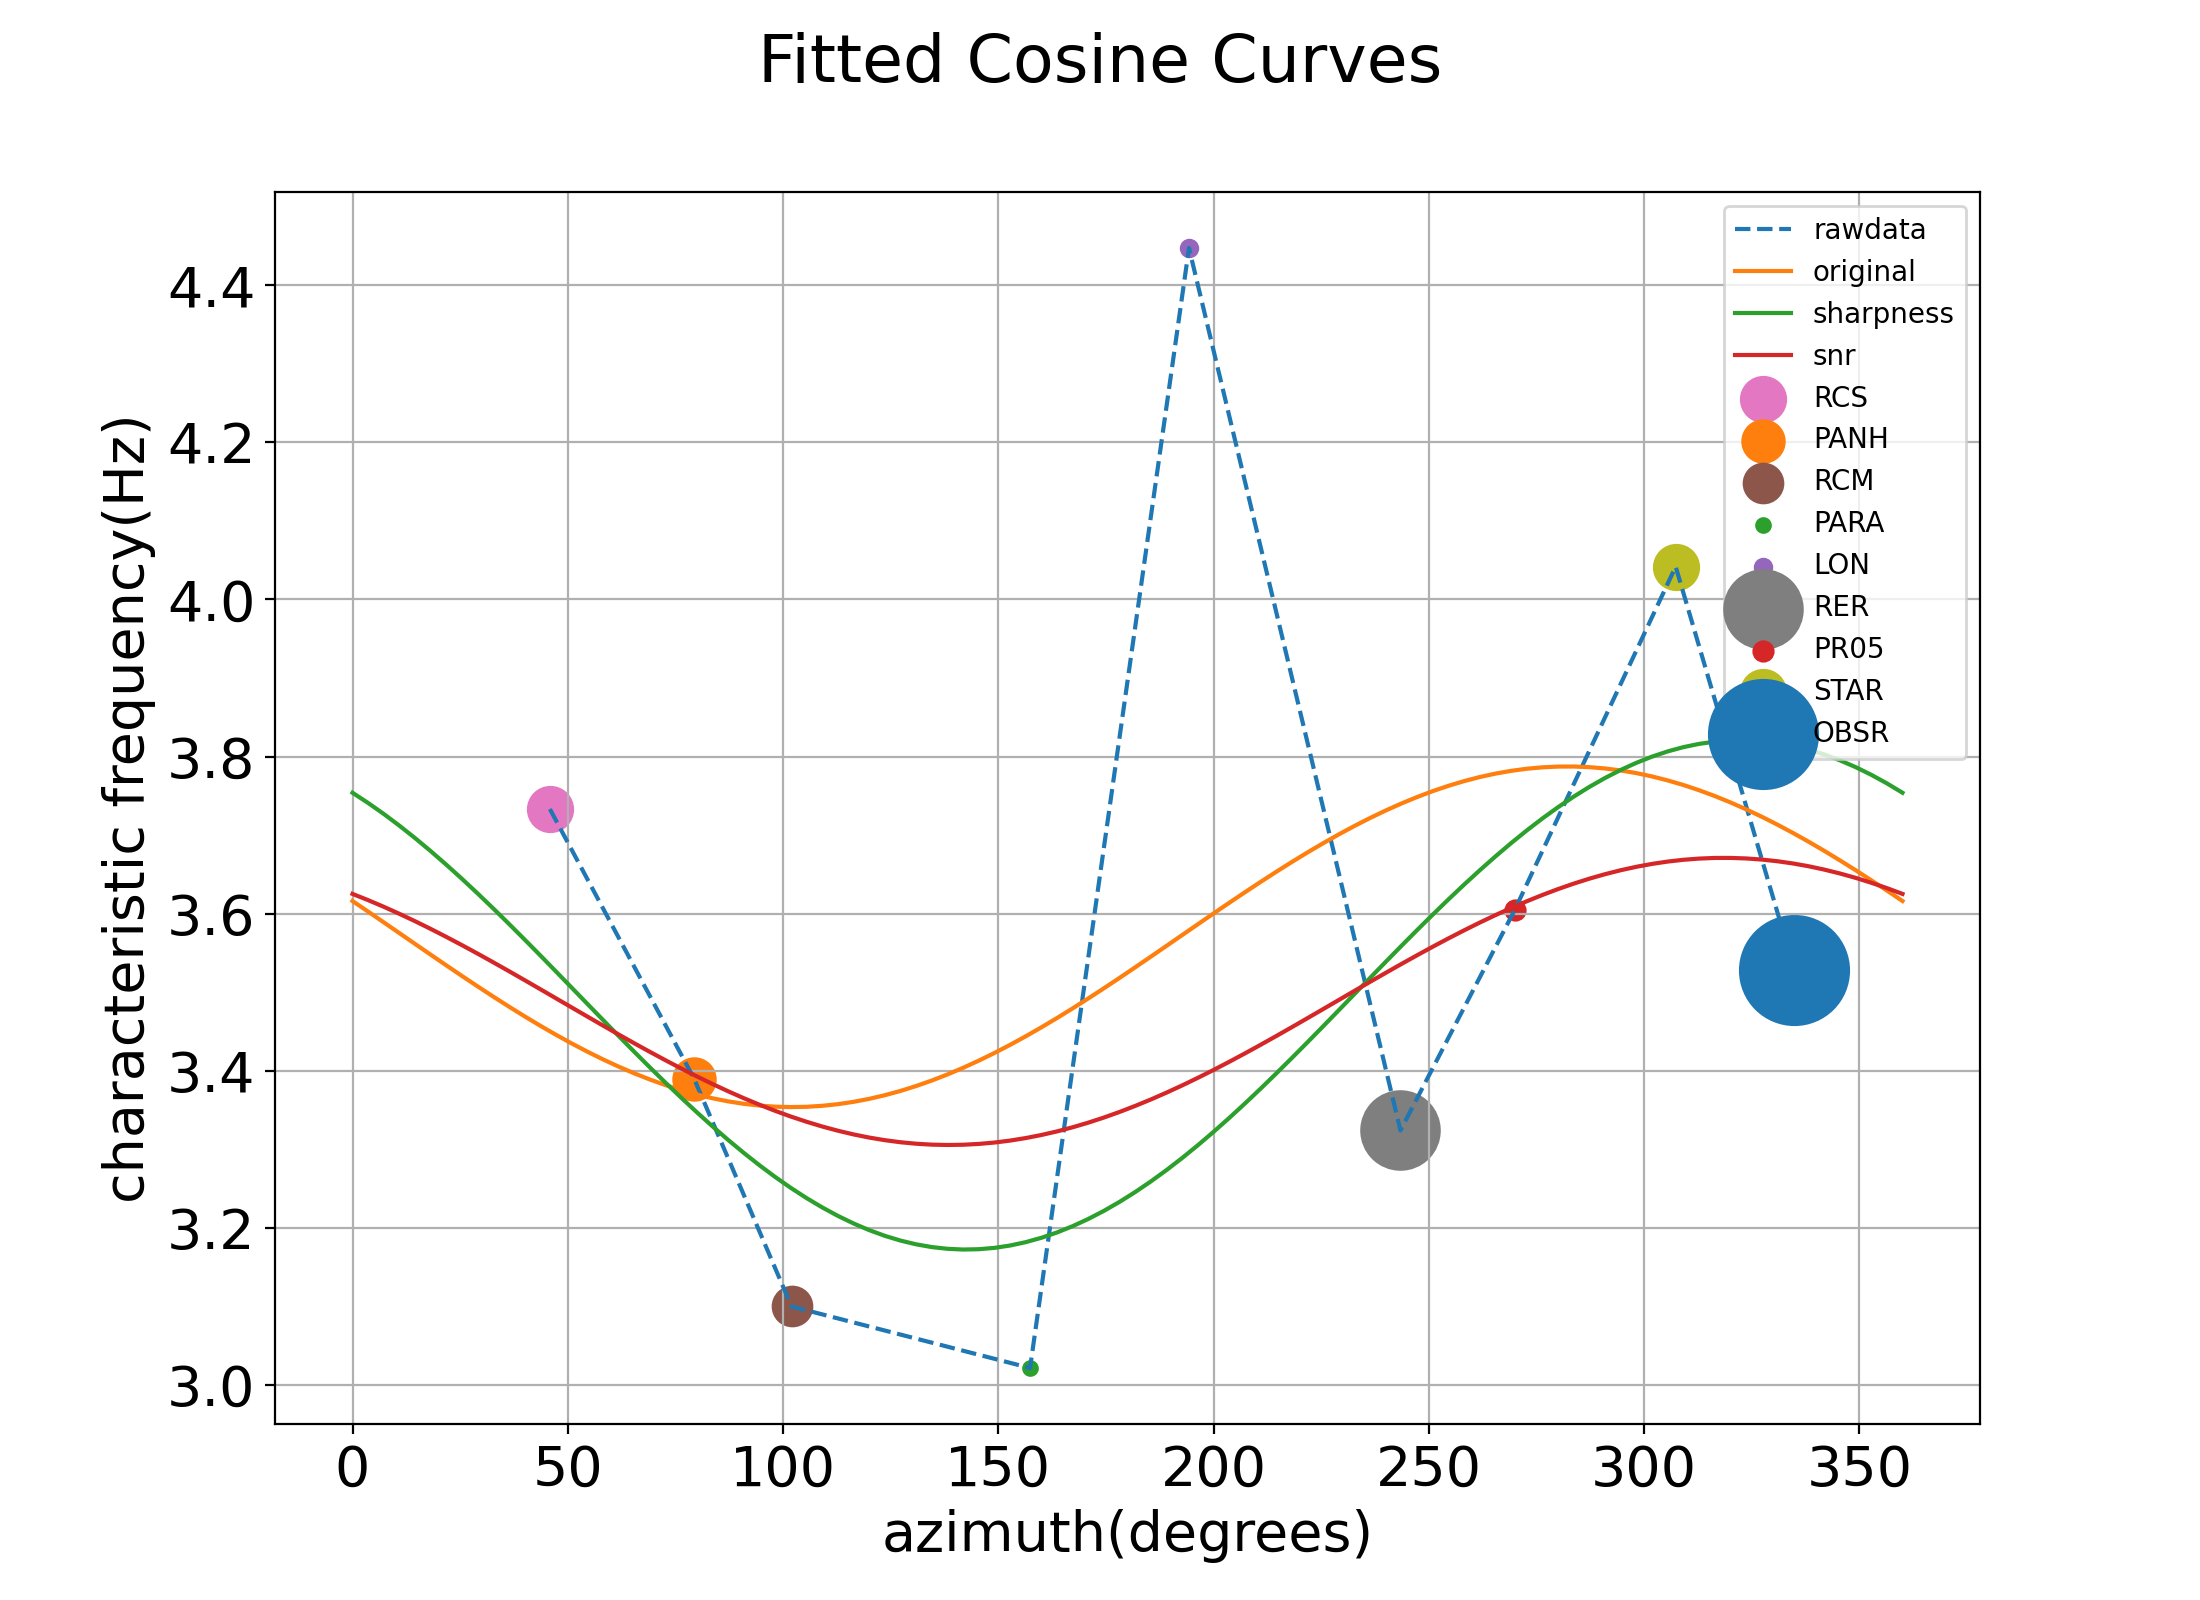 Fitted Cosine Curves
characteristic frequency(Hz)
4.4
4.2
4.0
3.8
3.6
3.4
3.2
3.0
rawdata
original
sharpness
snr
RCS
PANH
RCM
PARA
LON
RER
PR05
STAR
OBSR
0 50 100 150 200 250 300 350
azimuth(degrees)